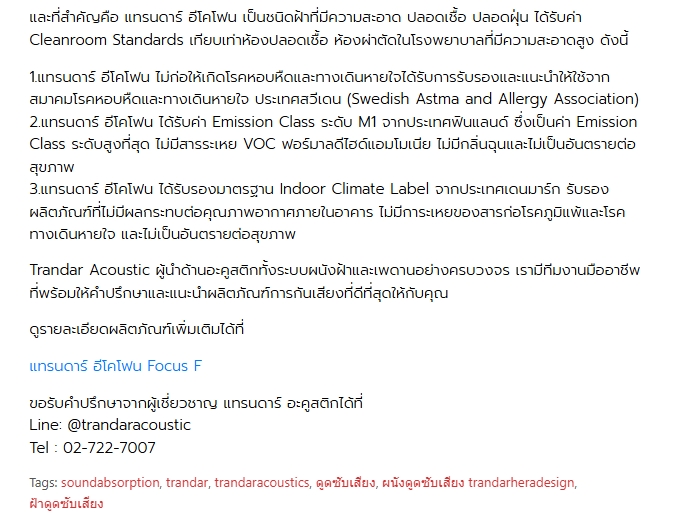 และที่สำคัญคือ แทรนดาร์ อีโคโฟน เป็นชนิดฝ้าที่มีความสะอาด ปลอดเชื้อ ปลอดฝุ่น ได้รับค่า
Cleanroom Standards เทียบเท่าห้องปลอดเชื้อ ห้องผ่าตัดในโรงพยาบาลที่มีความสะอาดสูง ดังนี้
1.แทรนดาร์ อีโคโฟน ไม่ก่อให้เกิดโรคหอบหืดและทางเดินหายใจได้รับการรับรองและแนะนำให้ใช้จาก
สมาคมโรคหอบหืดและทางเดินหายใจ ประเทศสวีเดน (Swedish Astma and Allergy Association)
2.แทรนดาร์ อีโคโฟน ได้รับค่า Emission Class ระดับ M1 จากประเทศฟินแลนด์ ซึ่งเป็นค่า Emission
Class ระดับสูงที่สุด ไม่มีสารระเหย VOC ฟอร์มาลดีไฮด์แอมโมเนีย ไม่มีกลิ่นฉุนและไม่เป็นอันตรายต่อ
สุขภาพ
3.แทรนดาร์ อีโคโฟน ได้รับรองมาตรฐาน Indoor Climate Label จากประเทศเดนมาร์ก รับรอง
ผลิตภัณฑ์ที่ไม่มีผลกระทบต่อคุณภาพอากาศภายในอาคาร ไม่มีการะเหยของสารก่อโรคภูมิแพ้และโรค
ทางเดินหายใจ และไม่เป็นอันตรายต่อสุขภาพ
Trandar Acoustic ผู้นำด้านอะคูสติกทั้งระบบผนังฝ้าและเพดานอย่างครบวงจร เรามีทีมงานมืออาชีพ
ที่พร้อมให้คำปรึกษาและแนะนำผลิตภัณฑ์การกันเสียงที่ดีที่สุดให้กับคุณ
ดูรายละเอียดผลิตภัณฑ์เพิ่มเติมได้ที่
แทรนดาร์ อีโคโฟน Focus F
ขอรับคำปรึกษาจากผู้เชี่ยวชาญ แทรนดาร์ อะคูสติกได้ที่
Line: @trandaracoustic
Tel : 02-722-7007
Tags: soundabsorption, trandar, trandaracoustics, ดูดซับเสียง, ผนังดูดซับเสียง trandarheradesign,
ฝ้าดูดซับเสียง